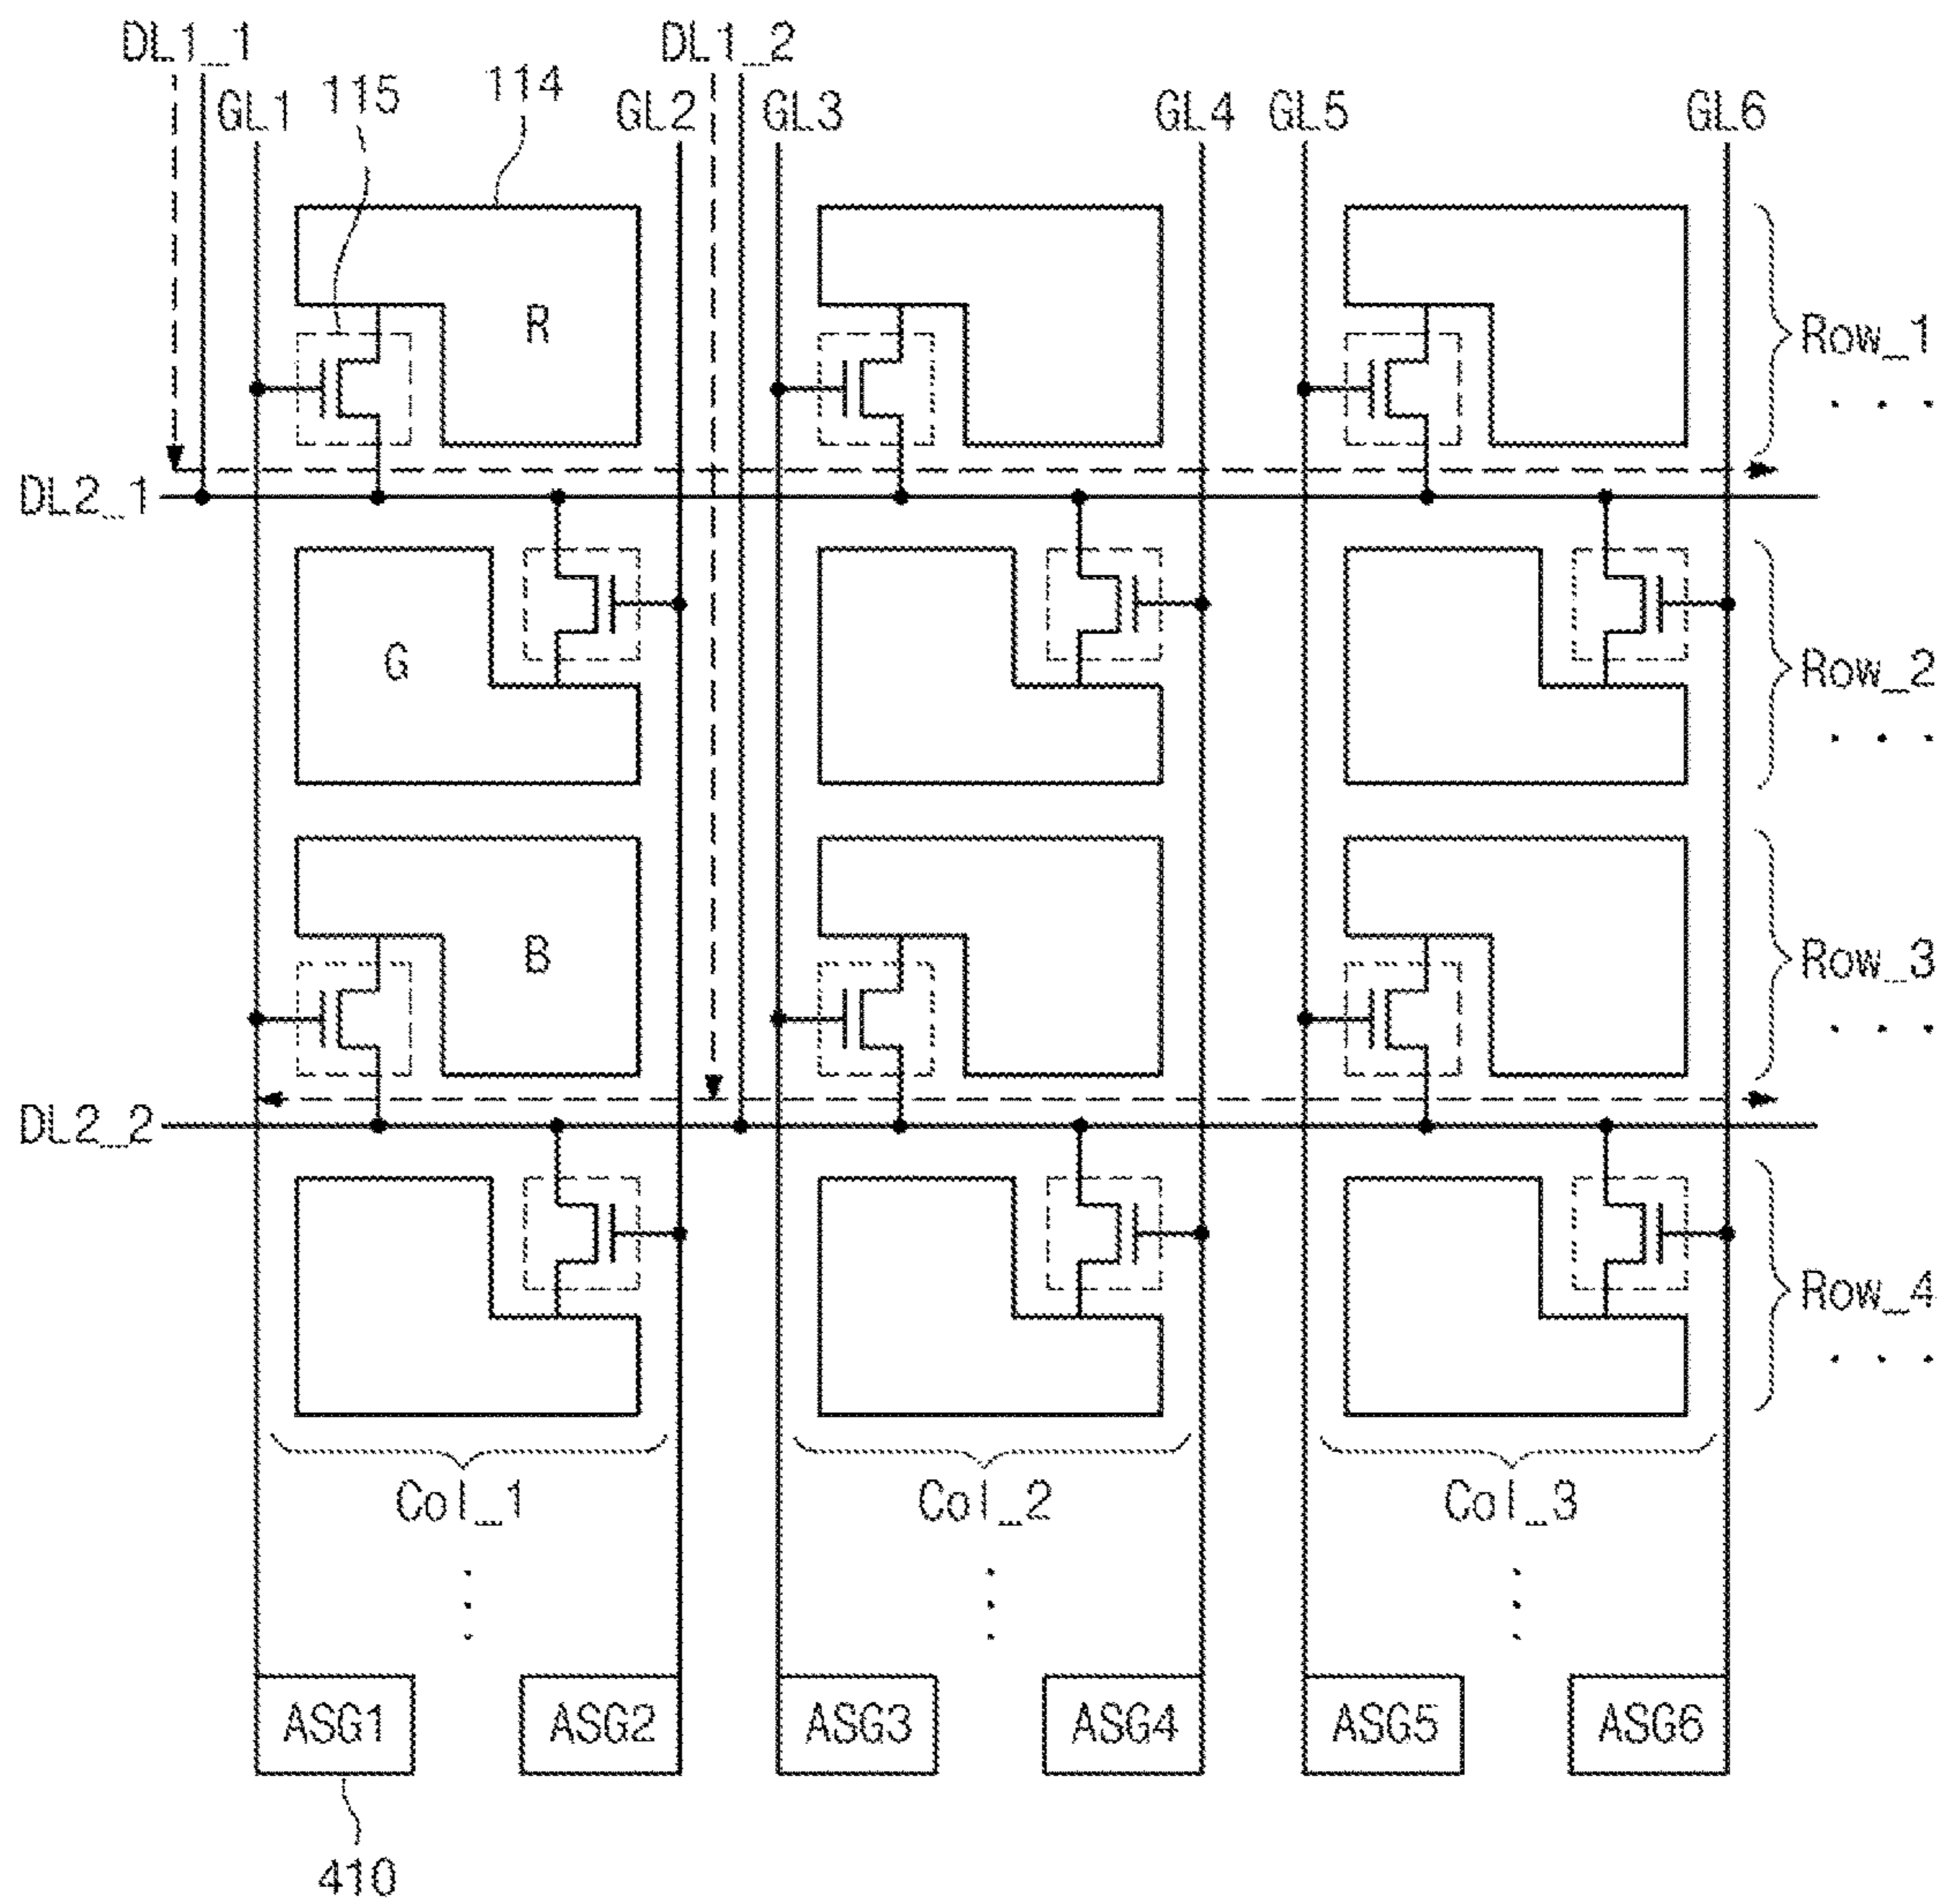 DL1_1 DL1_2
GL1 115 114 GL2 GL3 GL4 GL5 GL6
R
Row_1
. . .
DL2_1
G
Row_2
. . .
B
Row_3
. . .
DL2_2
Row_4
. . .
Col_1 Col_2 Col_3
ASG1 ASG2 ASG3 ASG4 ASG5 ASG6
410